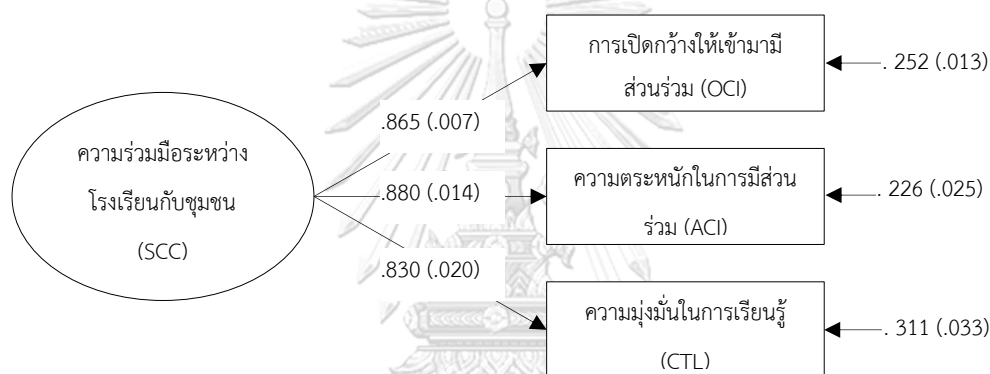 การเปิดกว้างให้เข้ามามี
ส่วนร่วม (OCI)
. 252 (.013)
.865 (.007)
ความร่วมมือระหว่าง
โรงเรียนกับชุมชน
(SCC)
.880 (.014)
ความตระหนักในการมีส่วน
ร่วม (ACI)
. 226 (.025)
.830 (.020)
ความมุ่งมั่นในการเรียนรู้
(CTL)
. 311 (.033)